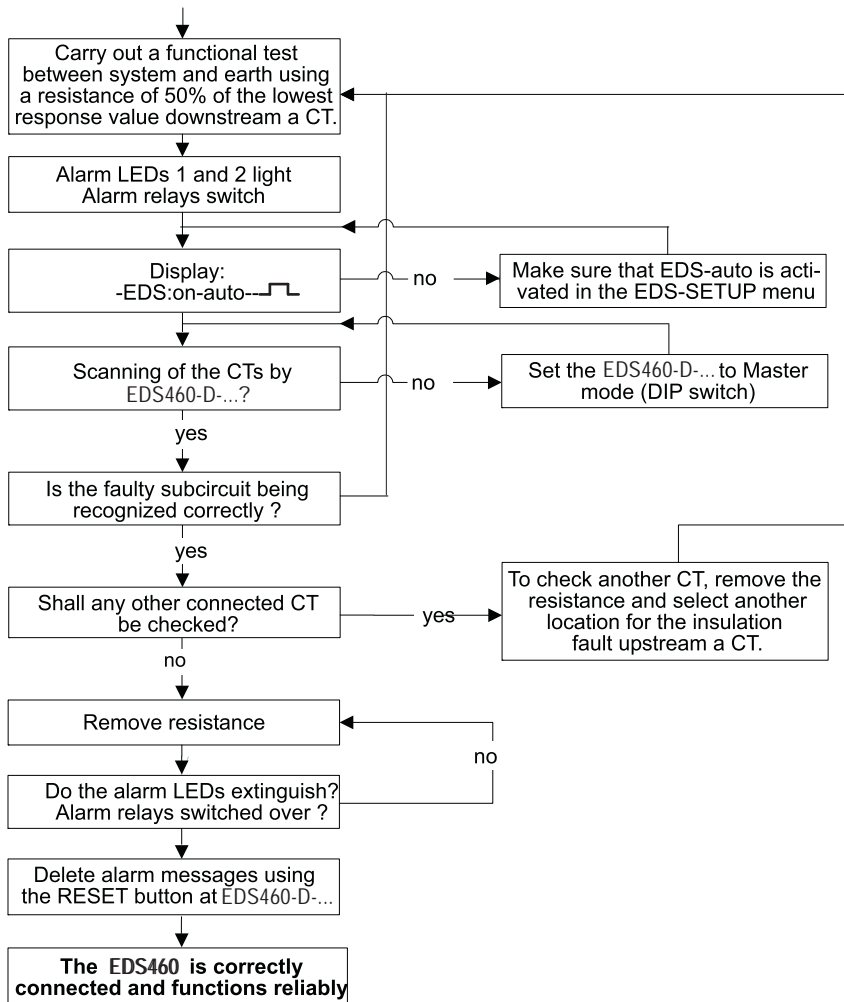 Carry out a functional test
between system and earth using
a resistance of 50% of the lowest
response value downstream a CT.
Alarm LEDs 1 and 2 light
Alarm relays switch
Display:
-EDS:on-auto--
no
Make sure that EDS-auto is acti-
vated in the EDS-SETUP menu
Scanning of the CTs by
EDS460-D-...?
no
Set the EDS460-D-... to Master
mode (DIP switch)
yes
Is the faulty subcircuit being
recognized correctly ?
yes
Shall any other connected CT
be checked?
yes
To check another CT, remove the
resistance and select another
location for the insulation
fault upstream a CT.
no
Remove resistance
no
Do the alarm LEDs extinguish?
Alarm relays switched over ?
Delete alarm messages using
the RESET button at EDS460-D-...
The EDS460 is correctly
connected and functions reliably